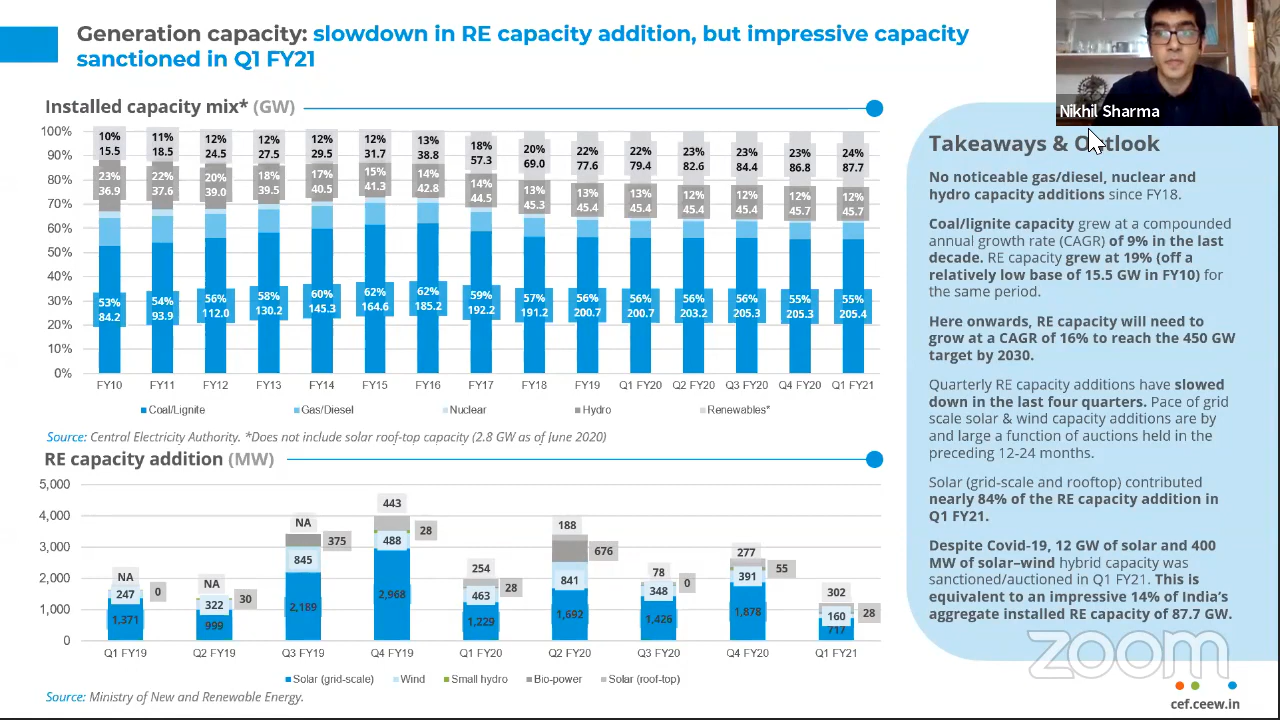 Generation capacity: slowdown in RE capacity addition, but impressive capacity
sanctioned in Q1 FY21
Nikhil Sharma
Installed capacity mix* (GW)
100%
90%
80%
70%
60%
50%
40%
30%
20%
10%
0%
10% 11% 12% 12% 12% 12% 13% 18% 20% 22% 22% 23% 23% 23% 24%
15.5 18.5 24.5 27.5 29.5 31.7 38.8 57.3 69.0 77.6 79.4 82.6 84.4 86.8 87.7
23% 22% 20% 18% 17% 15% 14% 14% 13% 13% 13% 12% 12% 12% 12%
36.9 37.6 39.0 39.5 40.5 41.3 42.8 44.5 45.3 45.4 45.4 45.4 45.4 45.7 45.7
53% 54% 56% 58% 60% 62% 62% 59% 57% 56% 56% 56% 56% 55% 55%
84.2 93.9 112.0 130.2 145.3 164.6 185.2 192.2 191.2 200.7 200.7 203.2 205.3 205.3 205.4
FY10 FY11 FY12 FY13 FY14 FY15 FY16 FY17 FY18 FY19 Q1 FY20 Q2 FY20 Q3 FY20 Q4 FY20 Q1 FY21
Coal/Lignite Gas/Diesel Nuclear Hydro Renewables*
Source: Central Electricity Authority. *Does not include solar roof-top capacity (2.8 GW as of June 2020)
RE capacity addition (MW)
5,000
4,000
3,000
2,000
1,000
0
NA NA NA 443 254 188 78 277 302
0 30 375 28 28 676 0 55 28
247 322 845 488 463 841 348 391 160
1,371 999 2,189 2,968 1,229 1,692 1,426 1,878 717
Q1 FY19 Q2 FY19 Q3 FY19 Q4 FY19 Q1 FY20 Q2 FY20 Q3 FY20 Q4 FY20 Q1 FY21
Solar (grid-scale) Wind Small hydro Bio-power Solar (roof-top)
Source: Ministry of New and Renewable Energy.
Takeaways & Outlook
No noticeable gas/diesel, nuclear and
hydro capacity additions since FY18.
Coal/lignite capacity grew at a compounded
annual growth rate (CAGR) of 9% in the last
decade. RE capacity grew at 19% (off a
relatively low base of 15.5 GW in FY10) for
the same period.
Here onwards, RE capacity will need to
grow at a CAGR of 16% to reach the 450 GW
target by 2030.
Quarterly RE capacity additions have slowed
down in the last four quarters. Pace of grid
scale solar & wind capacity additions are by
and large a function of auctions held in the
preceding 12-24 months.
Solar (grid-scale and rooftop) contributed
nearly 84% of the RE capacity addition in
Q1 FY21.
Despite Covid-19, 12 GW of solar and 400
MW of solar–wind hybrid capacity was
sanctioned/auctioned in Q1 FY21. This is
equivalent to an impressive 14% of India's
aggregate installed RE capacity of 87.7 GW.
zoom
cef.ceew.in